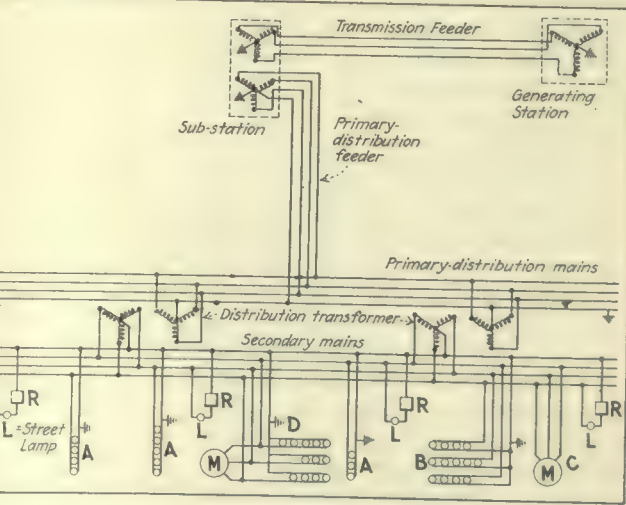 Transmission Feeder
Sub-station
Primary-
distribution
feeder
Generating
Station
Primary-distribution mains
Distribution transformer
Secondary mains
R
L
=Street
Lamp
A
A
R
L
M
D
A
R
L
B
M
C
R
L